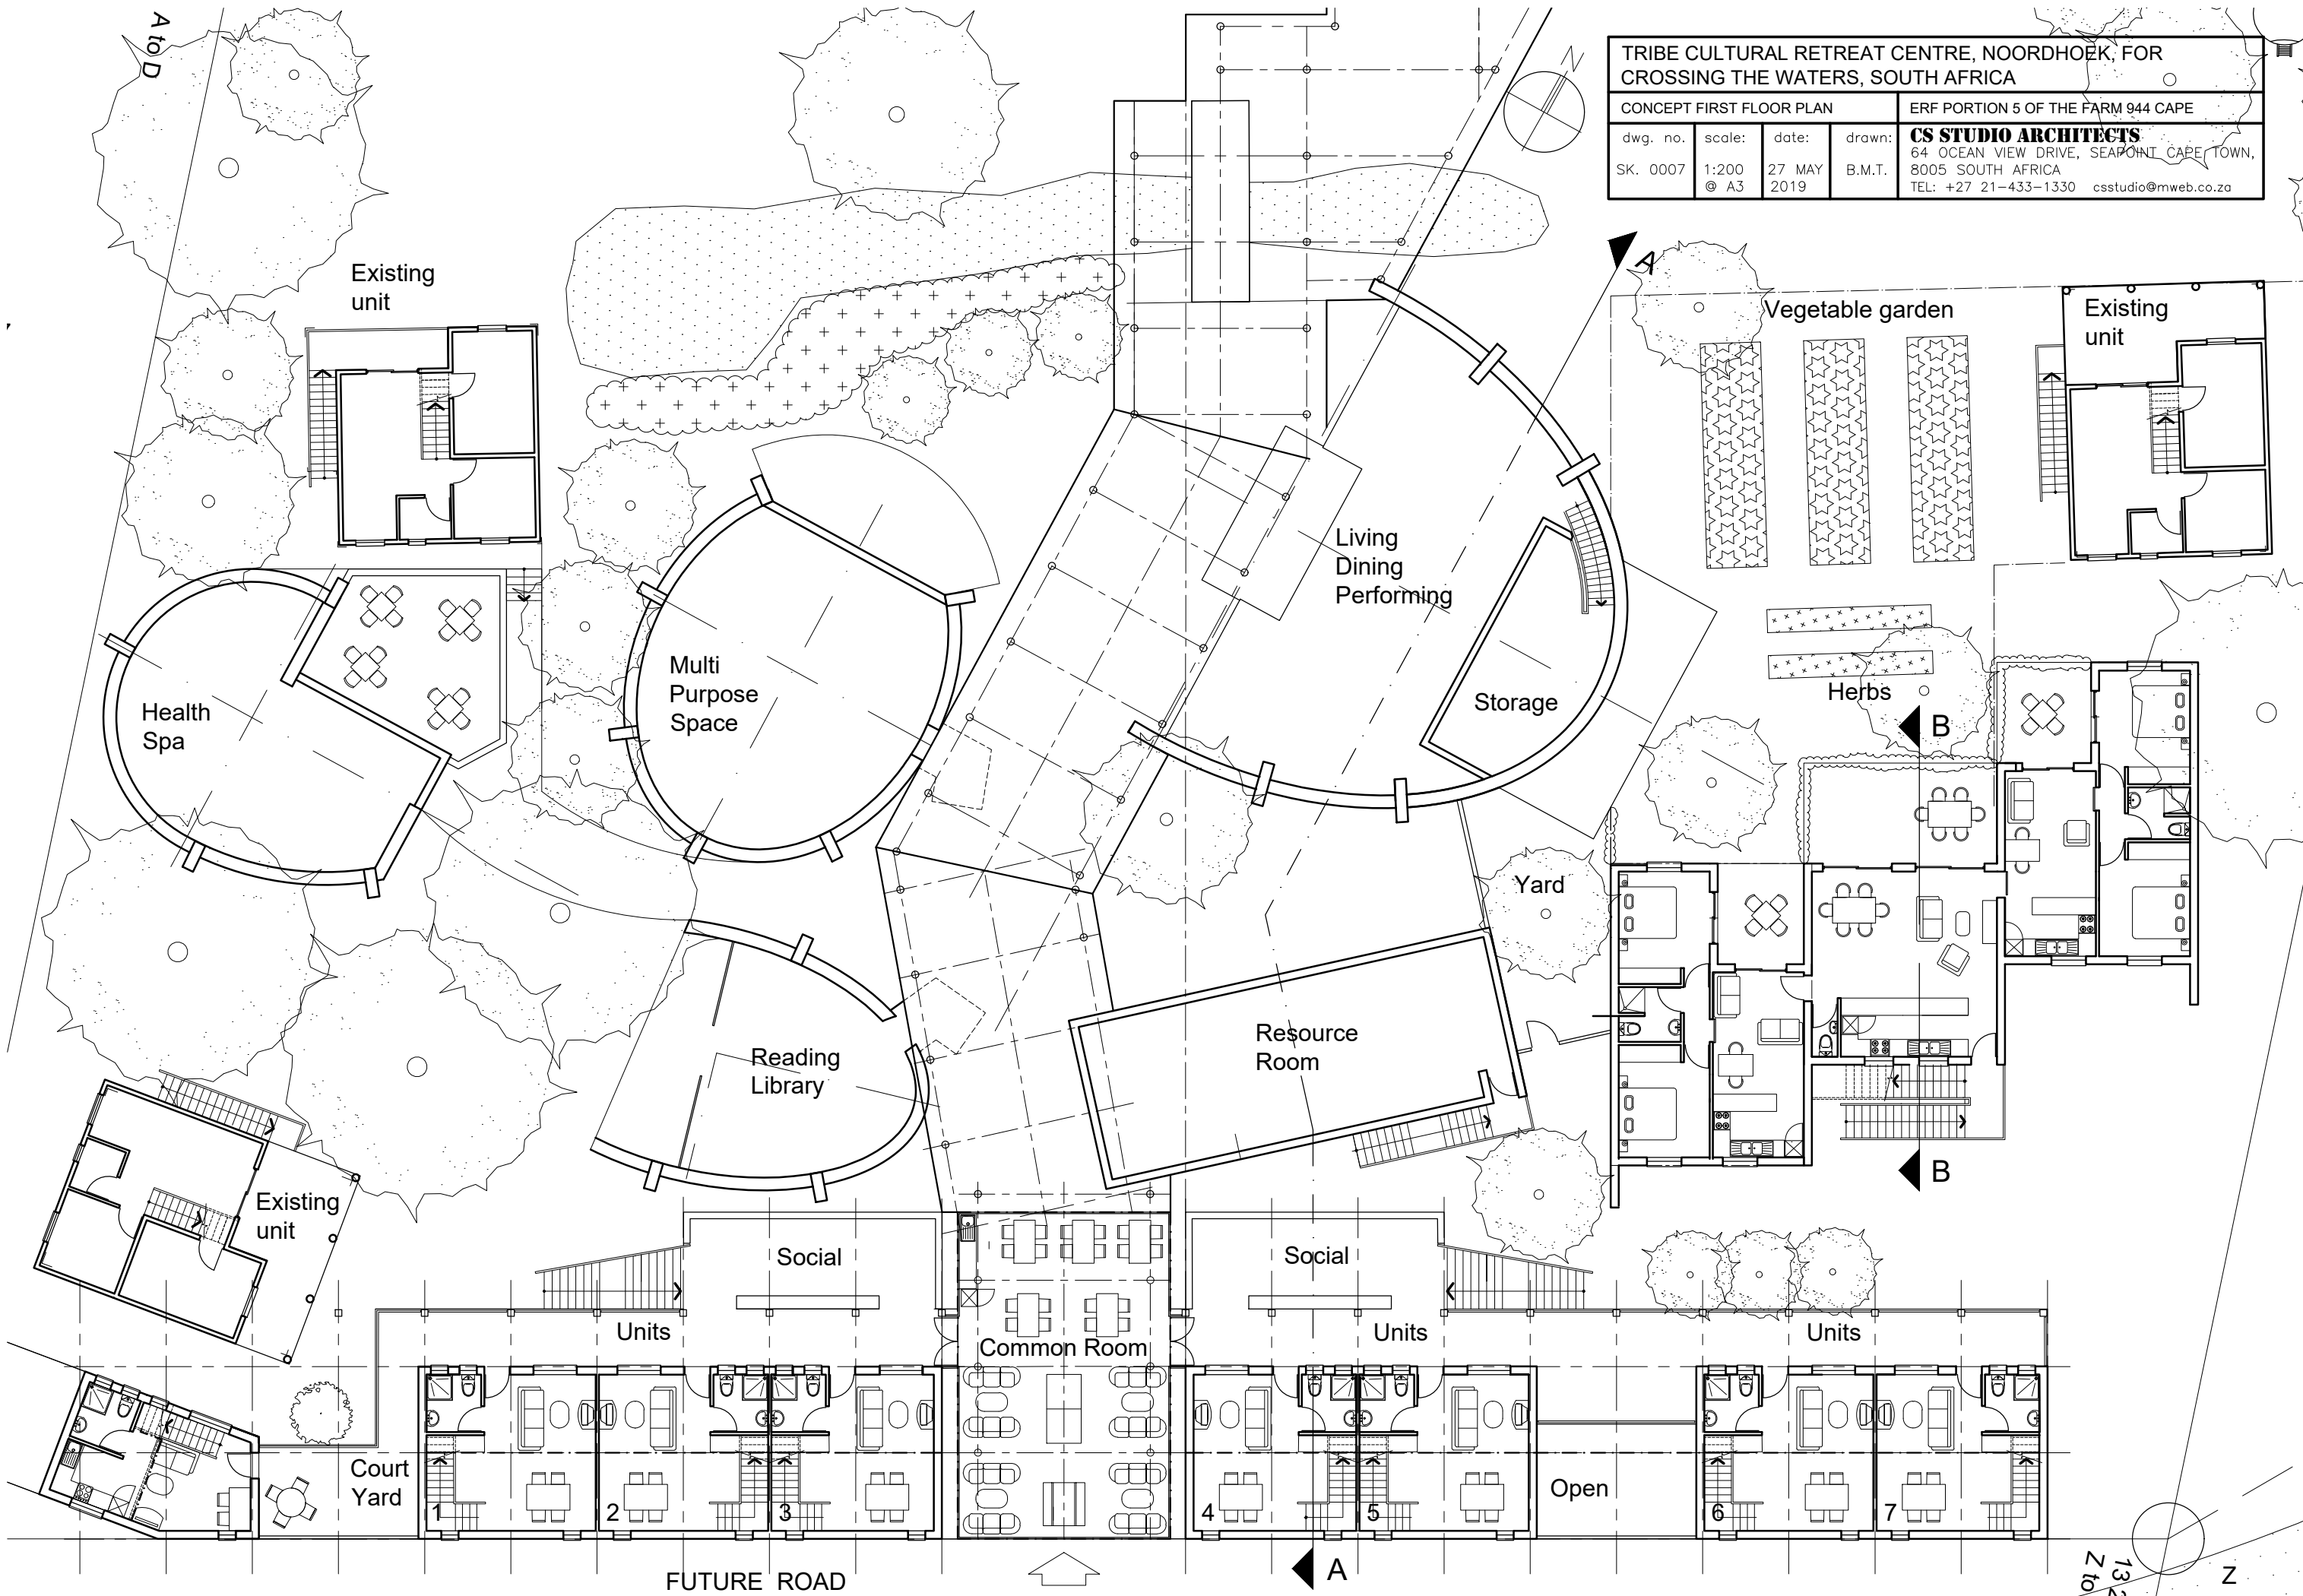 A to D
N
TRIBE CULTURAL RETREAT CENTRE, NOORDHOEK, FOR
CROSSING THE WATERS, SOUTH AFRICA
CONCEPT FIRST FLOOR PLAN
ERF PORTION 5 OF THE FARM 944 CAPE
dwg. no.
SK. 0007
scale:
1:200
@ A3
date:
27 MAY
2019
drawn:
B.M.T.
CS STUDIO ARCHITECTS
64 OCEAN VIEW DRIVE, SEAPOINT CAPE TOWN,
8005 SOUTH AFRICA
TEL: +27 21-433-1330 csstudio@mweb.co.za
Existing
unit
A
Vegetable garden
Existing
unit
Living
Dining
Performing
Multi
Purpose
Space
Storage
Health
Spa
Herbs
B
Yard
Resource
Room
Reading
Library
B
Existing
unit
Social
Social
Units
Common Room
Units
Units
Court
Yard
Open
1
2
3
4
5
6
7
FUTURE ROAD
A
Z to
Z